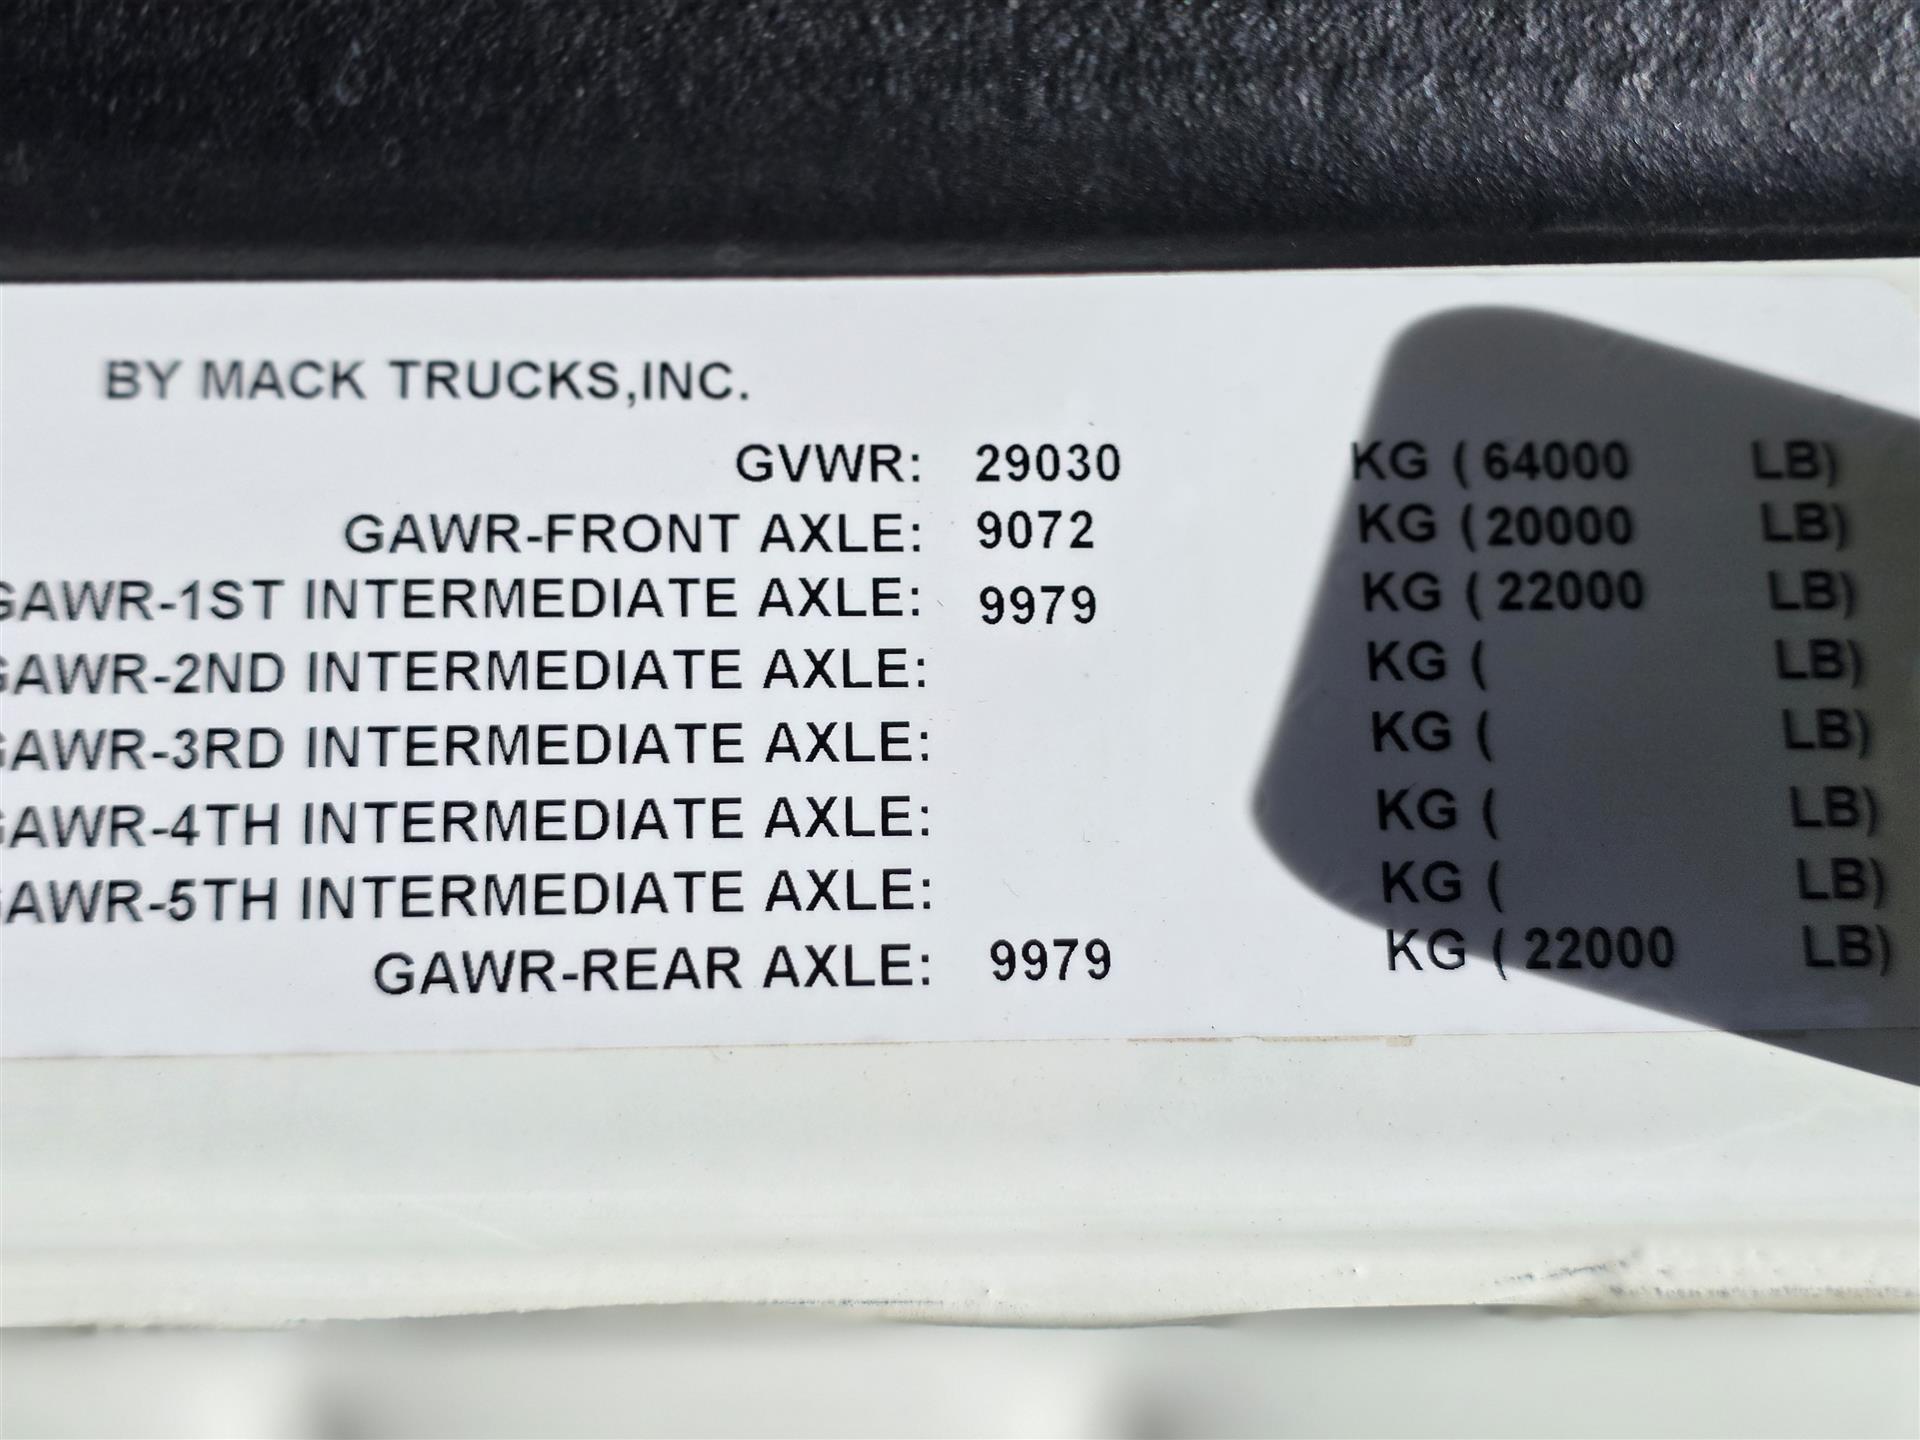 BY MACK TRUCKS,INC.
GVWR: 29030 KG ( 64000 LB)
GAWR-FRONT AXLE: 9072 KG ( 20000 LB)
GAWR-1ST INTERMEDIATE AXLE: 9979 KG ( 22000 LB)
GAWR-2ND INTERMEDIATE AXLE: KG ( LB)
GAWR-3RD INTERMEDIATE AXLE: KG ( LB)
GAWR-4TH INTERMEDIATE AXLE: KG ( LB)
GAWR-5TH INTERMEDIATE AXLE: KG ( LB)
GAWR-REAR AXLE: 9979 KG ( 22000 LB)